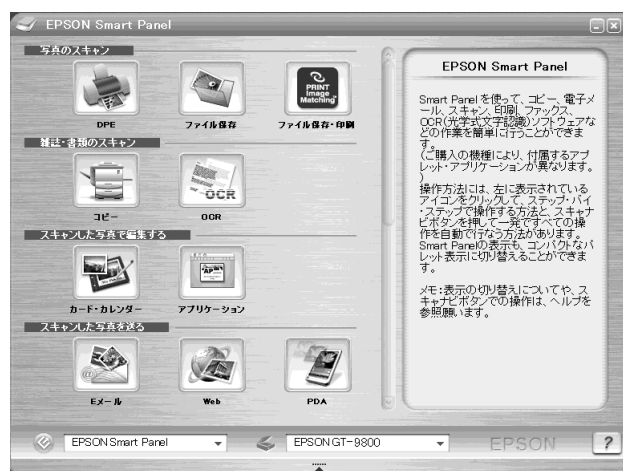 EPSON Smart Panel
写真のスキャン
DPE
ファイル保存
PRINT
Image
Matching
ファイル保存・印刷
雑誌・書類のスキャン
コピー
OCR
OCR
スキャンした写真で編集する
カード・カレンダー
アプリケーション
スキャンした写真を送る
Eメール
Web
PDA
EPSON Smart Panel
Smart Panel を使って、コピー、電子メ
ール、スキャン、印刷、ファックス、
OCR(光学式文字認識)ソフトウェアな
どの作業を簡単に行うことができま
す。
(ご購入の機種により、付属するアプ
レット・アプリケーションが異なります。
)
操作方法には、左に表示されている
アイコンをクリックして、ステップ・バイ
・ステップで操作する方法と、スキャナ
ビボタンを押して一発ですべての操
作を自動で行なう方法があります。
Smart Panelの表示も、コンパクトなパ
レット表示に切り替えることができま
す。
メモ:表示の切り替えについてや、ス
キャナビボタンでの操作は、ヘルプを
参照願います。
EPSON Smart Panel
EPSON GT-9800
EPSON
?